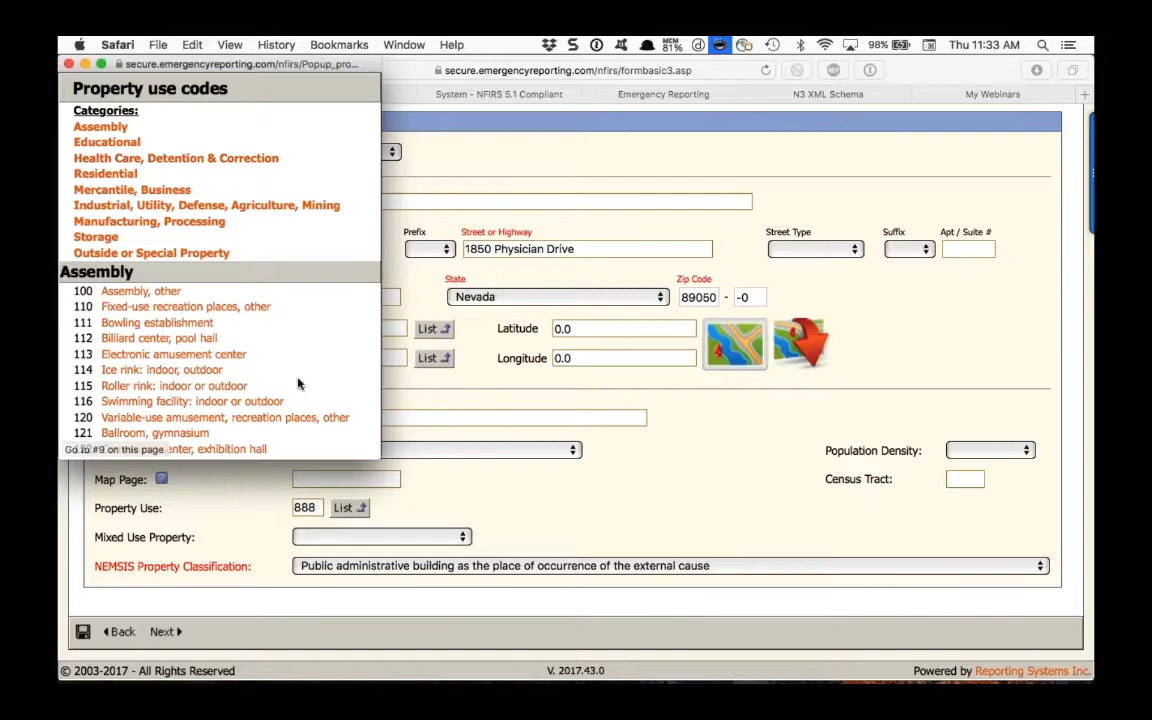 Safari File Edit View History Bookmarks Window Help MEM 81% 98% Thu 11:33 AM
secure.emergencyreporting.com/nfirs/Popup_pro...
secure.emergencyreporting.com/nfirs/formbasic3.asp
System - NFIRS 5.1 Compliant Emergency Reporting N3 XML Schema My Webinars
Property use codes
Categories:
Assembly
Educational
Health Care, Detention & Correction
Residential
Mercantile, Business
Industrial, Utility, Defense, Agriculture, Mining
Manufacturing, Processing
Storage
Outside or Special Property
Assembly
100 Assembly, other
110 Fixed-use recreation places, other
111 Bowling establishment
112 Billiard center, pool hall
113 Electronic amusement center
114 Ice rink: indoor, outdoor
115 Roller rink: indoor or outdoor
116 Swimming facility: indoor or outdoor
120 Variable-use amusement, recreation places, other
121 Ballroom, gymnasium
enter, exhibition hall
Go to #9 on this page
Prefix Street or Highway Street Type Suffix Apt / Suite #
1850 Physician Drive
State Zip Code
Nevada 89050 - -0
List Latitude 0.0
List Longitude 0.0
Population Density:
Map Page: Census Tract:
Property Use: 888 List
Mixed Use Property:
NEMSIS Property Classification: Public administrative building as the place of occurrence of the external cause
Back Next
© 2003-2017 - All Rights Reserved V. 2017.43.0 Powered by Reporting Systems Inc.